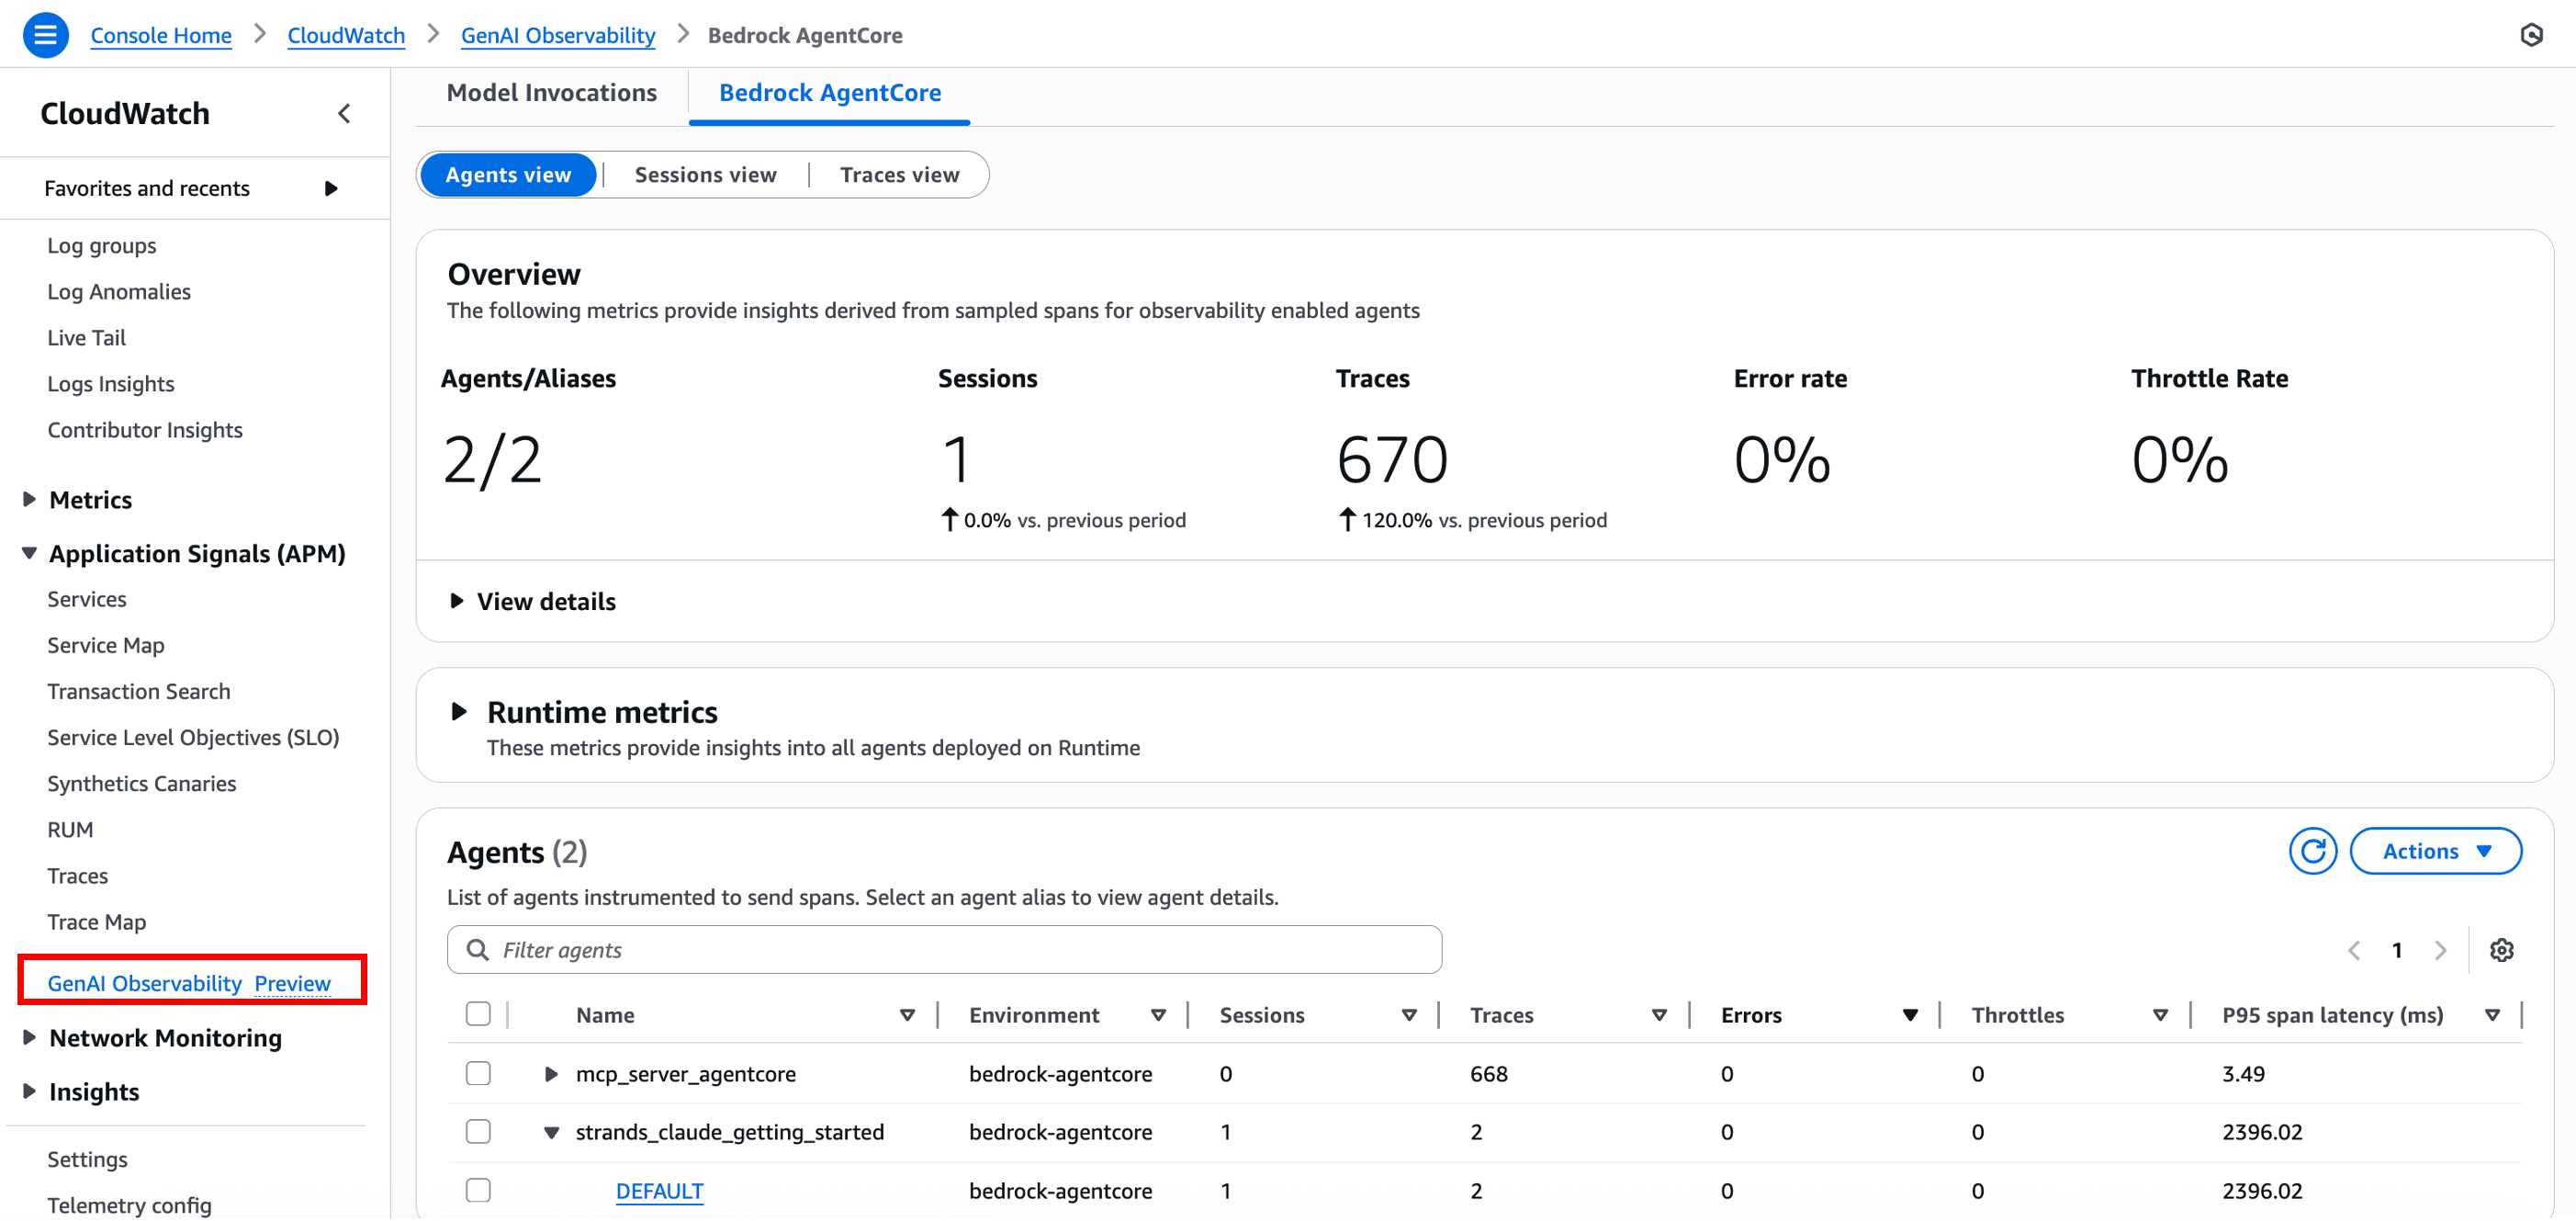 Console Home > CloudWatch > GenAI Observability > Bedrock AgentCore
CloudWatch
Favorites and recents
Log groups
Log Anomalies
Live Tail
Logs Insights
Contributor Insights
Metrics
Application Signals (APM)
Services
Service Map
Transaction Search
Service Level Objectives (SLO)
Synthetics Canaries
RUM
Traces
Trace Map
GenAI Observability Preview
Network Monitoring
Insights
Settings
Telemetry config
Model Invocations Bedrock AgentCore
Agents view | Sessions view | Traces view
Overview
The following metrics provide insights derived from sampled spans for observability enabled agents
Agents/Aliases Sessions Traces Error rate Throttle Rate
2/2 1 670 0% 0%
0.0% vs. previous period 120.0% vs. previous period
View details
Runtime metrics
These metrics provide insights into all agents deployed on Runtime
Agents (2)
Actions
List of agents instrumented to send spans. Select an agent alias to view agent details.
Filter agents
1
Name Environment Sessions Traces Errors Throttles P95 span latency (ms)
mcp_server_agentcore bedrock-agentcore 0 668 0 0 3.49
strands_claude_getting_started bedrock-agentcore 1 2 0 0 2396.02
DEFAULT bedrock-agentcore 1 2 0 0 2396.02